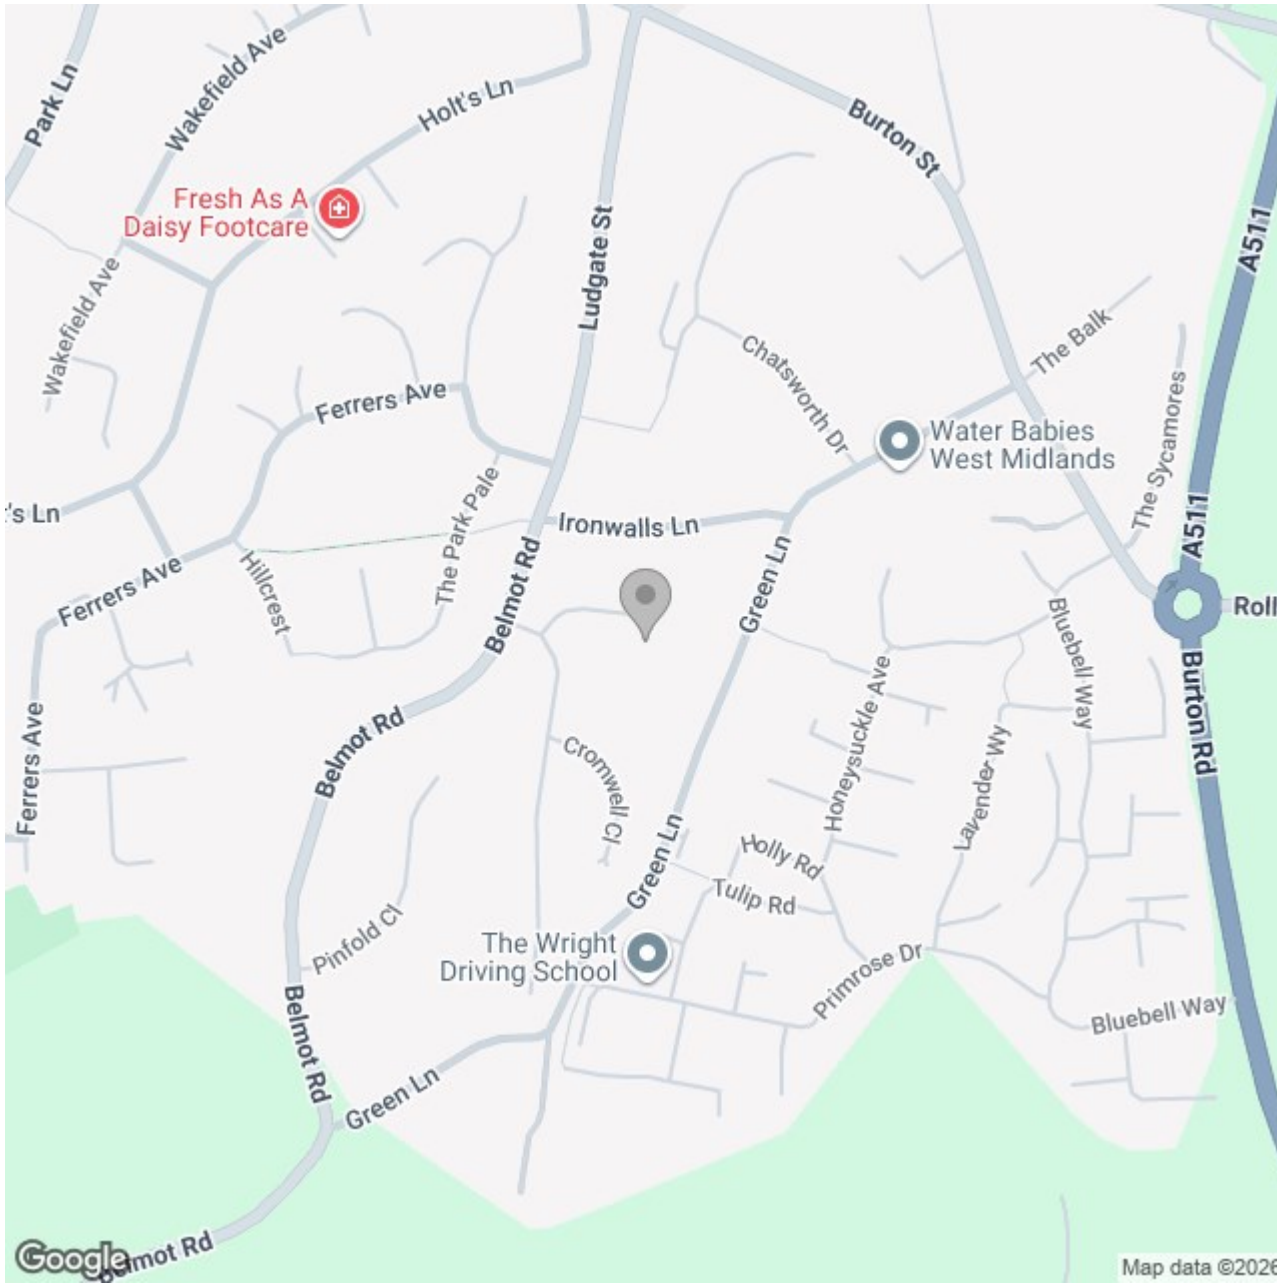 Park Ln
Wakefield Ave
Holt's Ln
Burton St
Fresh As A
Daisy Footcare
Ludgate St
A511
Wakefield Ave
The Balk
Chatsworth Dr
Ferrers Ave
The Sycamores
Water Babies
West Midlands
The Park Pale
:'s Ln
Ironwalls Ln
A511
Hillcrest
Ferrers Ave
Belmot Rd
Green Ln
Bluebell Way
Roll
Burton Rd
Honeysuckle Ave
Ferrers Ave
Belmot Rd
Cromwell Cl
Lavender Wy
Green Ln
Holly Rd
Tulip Rd
Pinfold Cl
The Wright
Driving School
Primrose Dr
Belmot Rd
Bluebell Way
Green Ln
Belmot Rd
Google
Map data ©2026